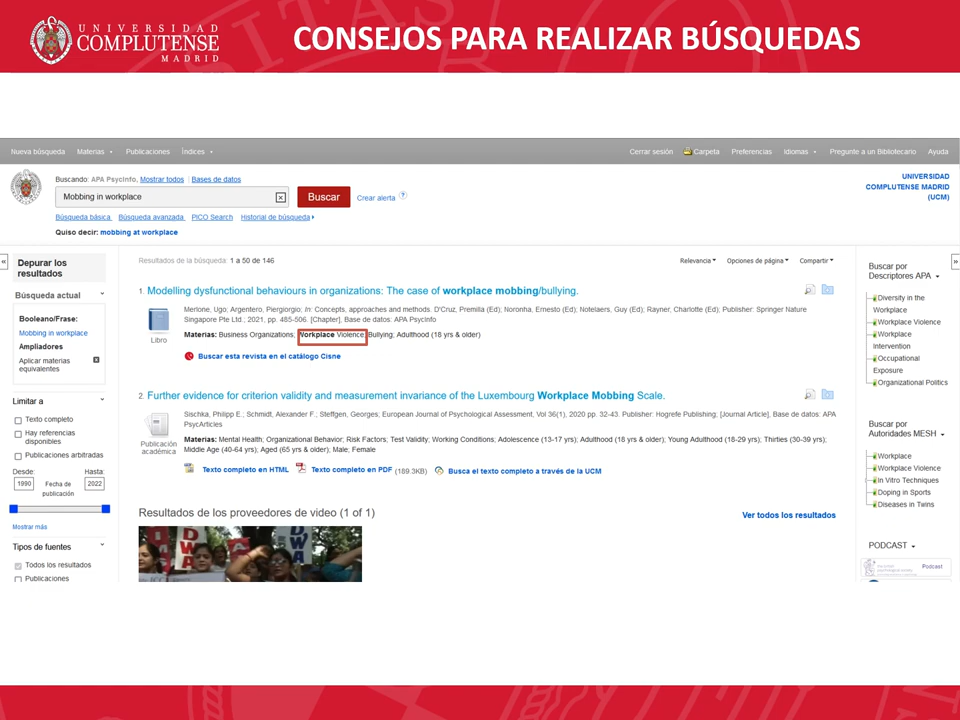 UNIVERSIDAD
COMPLUTENSE
MADRID
CONSEJOS PARA REALIZAR BÚSQUEDAS
Nueva búsqueda Materias Publicaciones Índices Cerrar sesión Carpeta Preferencias Idiomas Pregunte a un Bibliotecario Ayuda
Buscando: APA PsycInfo, Mostrar todos Bases de datos
Mobbing in workplace Buscar Crear alerta ?
Búsqueda básica Búsqueda avanzada PICO Search Historial de búsqueda
Quiso decir: mobbing at workplace
UNIVERSIDAD
COMPLUTENSE MADRID
(UCM)
«
Depurar los
resultados
Búsqueda actual
Booleano/Frase:
Mobbing in workplace
Ampliadores
Aplicar materias
equivalentes
Limitar a
Texto completo
Hay referencias
disponibles
Publicaciones arbitradas
Desde: Hasta:
1990 Fecha de publicación 2022
Mostrar más
Tipos de fuentes
Todos los resultados
Publicaciones
Resultados de la búsqueda: 1 a 50 de 146 Relevancia Opciones de página Compartir
1. Modelling dysfunctional behaviours in organizations: The case of workplace mobbing/bullying.
Libro
Merlone, Ugo; Argentero, Piergiorgio; In: Concepts, approaches and methods. D'Cruz, Premilla (Ed); Noronha, Ernesto (Ed); Notelaers, Guy (Ed); Rayner, Charlotte (Ed); Publisher: Springer Nature
Singapore Pte Ltd., 2021, pp. 485-506. [Chapter], Base de datos: APA PsycInfo
Materias: Business Organizations; Workplace Violence; Bullying; Adulthood (18 yrs & older)
Buscar esta revista en el catálogo Cisne
2. Further evidence for criterion validity and measurement invariance of the Luxembourg Workplace Mobbing Scale.
Publicación
académica
Sischka, Philipp E.; Schmidt, Alexander F.; Steffgen, Georges; European Journal of Psychological Assessment, Vol 36(1), 2020 pp. 32-43. Publisher: Hogrefe Publishing; [Journal Article], Base de datos: APA
PsycArticles
Materias: Mental Health; Organizational Behavior; Risk Factors; Test Validity; Working Conditions; Adolescence (13-17 yrs); Adulthood (18 yrs & older); Young Adulthood (18-29 yrs); Thirties (30-39 yrs);
Middle Age (40-64 yrs); Aged (65 yrs & older); Male; Female
Texto completo en HTML Texto completo en PDF (189.3KB) Busca el texto completo a través de la UCM
Resultados de los proveedores de video (1 of 1) Ver todos los resultados
DWA
»
Buscar por
Descriptores APA
Diversity in the
Workplace
Workplace Violence
Workplace
Intervention
Occupational
Exposure
Organizational Politics
Buscar por
Autoridades MESH
Workplace
Workplace Violence
In Vitro Techniques
Doping in Sports
Diseases in Twins
PODCAST
Podcast